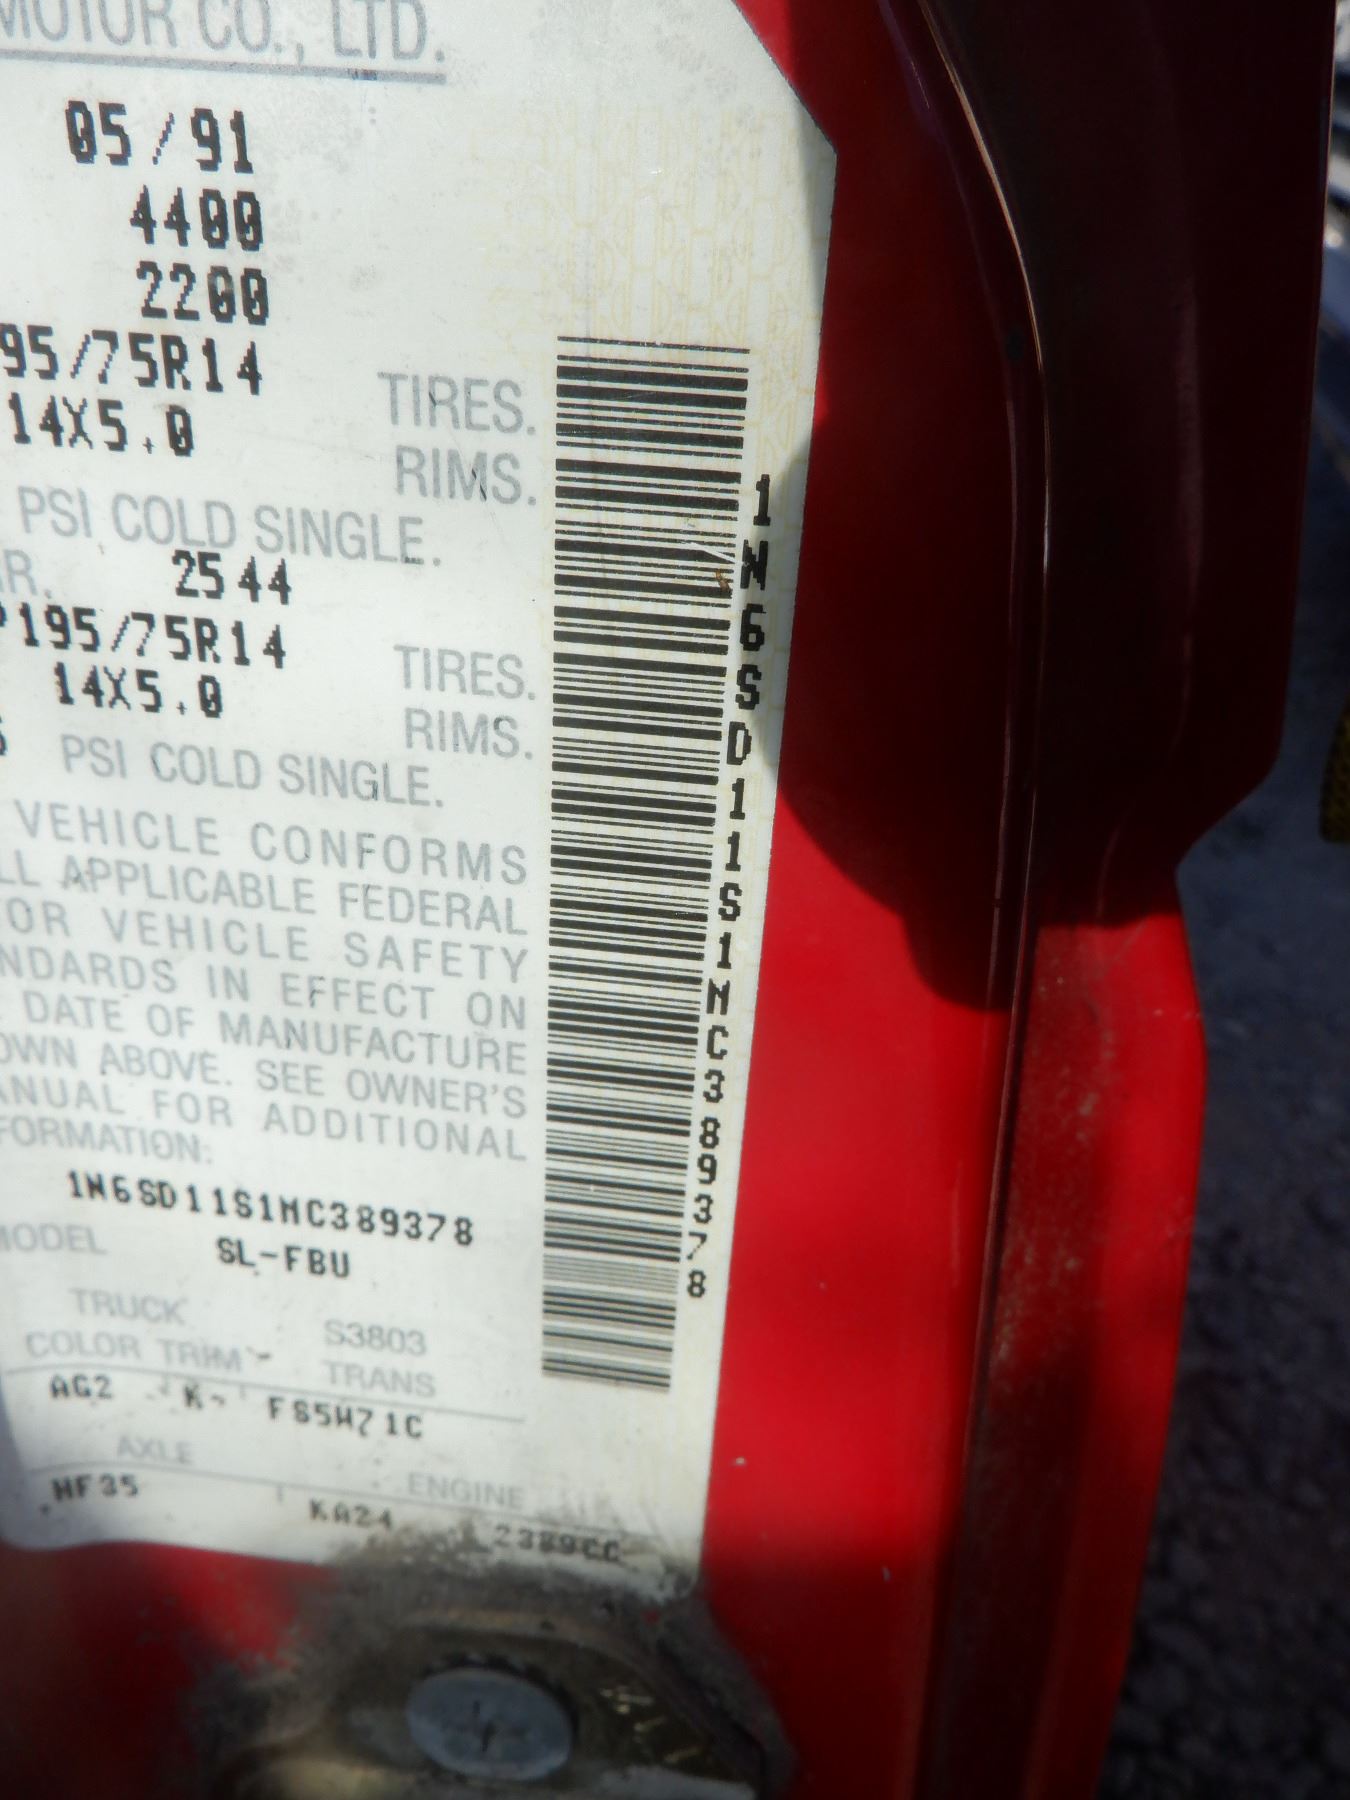 MOTOR CO., LTD.
05/91
4400
2200
95/75R14 TIRES.
14X5.0 RIMS.
PSI COLD SINGLE.
RR. 2544
P195/75R14 TIRES.
14X5.0 RIMS.
PSI COLD SINGLE.
VEHICLE CONFORMS
LL APPLICABLE FEDERAL
OR VEHICLE SAFETY
NDARDS IN EFFECT ON
DATE OF MANUFACTURE
OWN ABOVE. SEE OWNER'S
ANUAL FOR ADDITIONAL
FORMATION:
1N6SD11S1MC389378
MODEL SL-FBU
TRUCK S3803
COLOR TRIM TRANS
AG2 K FS5W71C
AXLE ENGINE
HF35 KA24 2389CC
1N6SD11S1MC389378